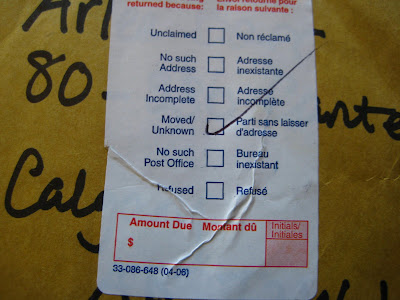 returned because:
Envoi retourné pour
la raison suivante :
Unclaimed Non réclamé
No such
Address
Adresse
inexistante
Address
Incomplete
Adresse
incomplète
Moved/
Unknown
Parti sans laisser
d'adresse
No such
Post Office
Bureau
inexistant
Refused Refusé
Amount Due Montant dû
$
Initials/
Initiales
33-086-648 (04-06)
80
Calg